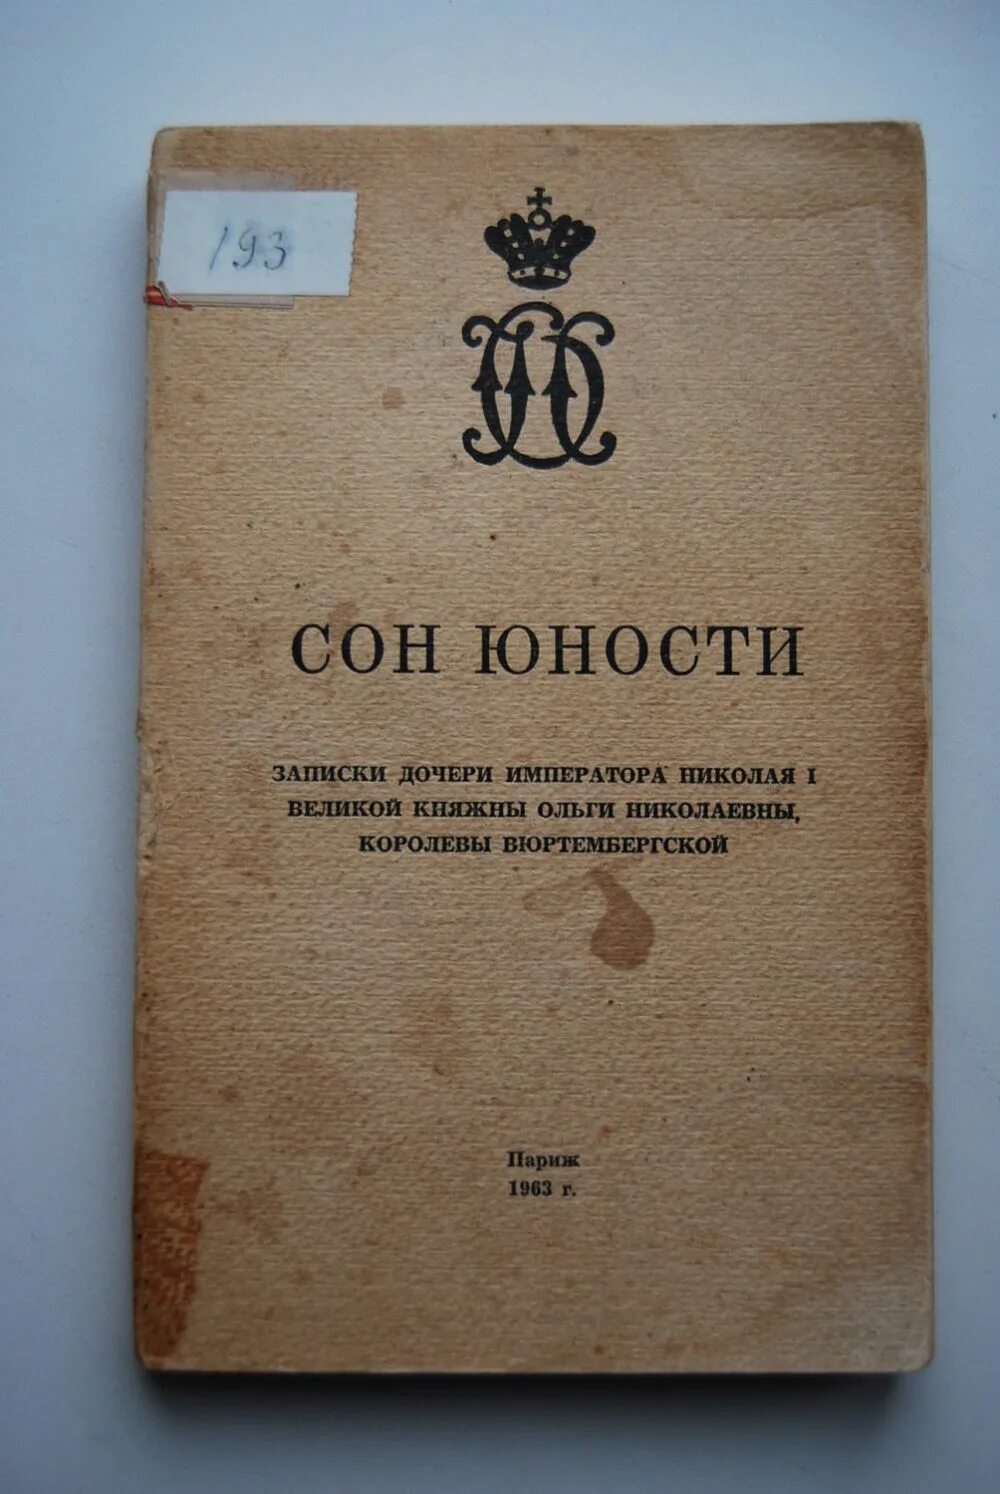 193
СОН ЮНОСТИ
ЗАПИСКИ ДОЧЕРИ ИМПЕРАТОРА НИКОЛАЯ I
ВЕЛИКОЙ КНЯЖНЫ ОЛЬГИ НИКОЛАЕВНЫ,
КОРОЛЕВЫ ВЮРТЕМБЕРГСКОЙ
Париж
1963 г.